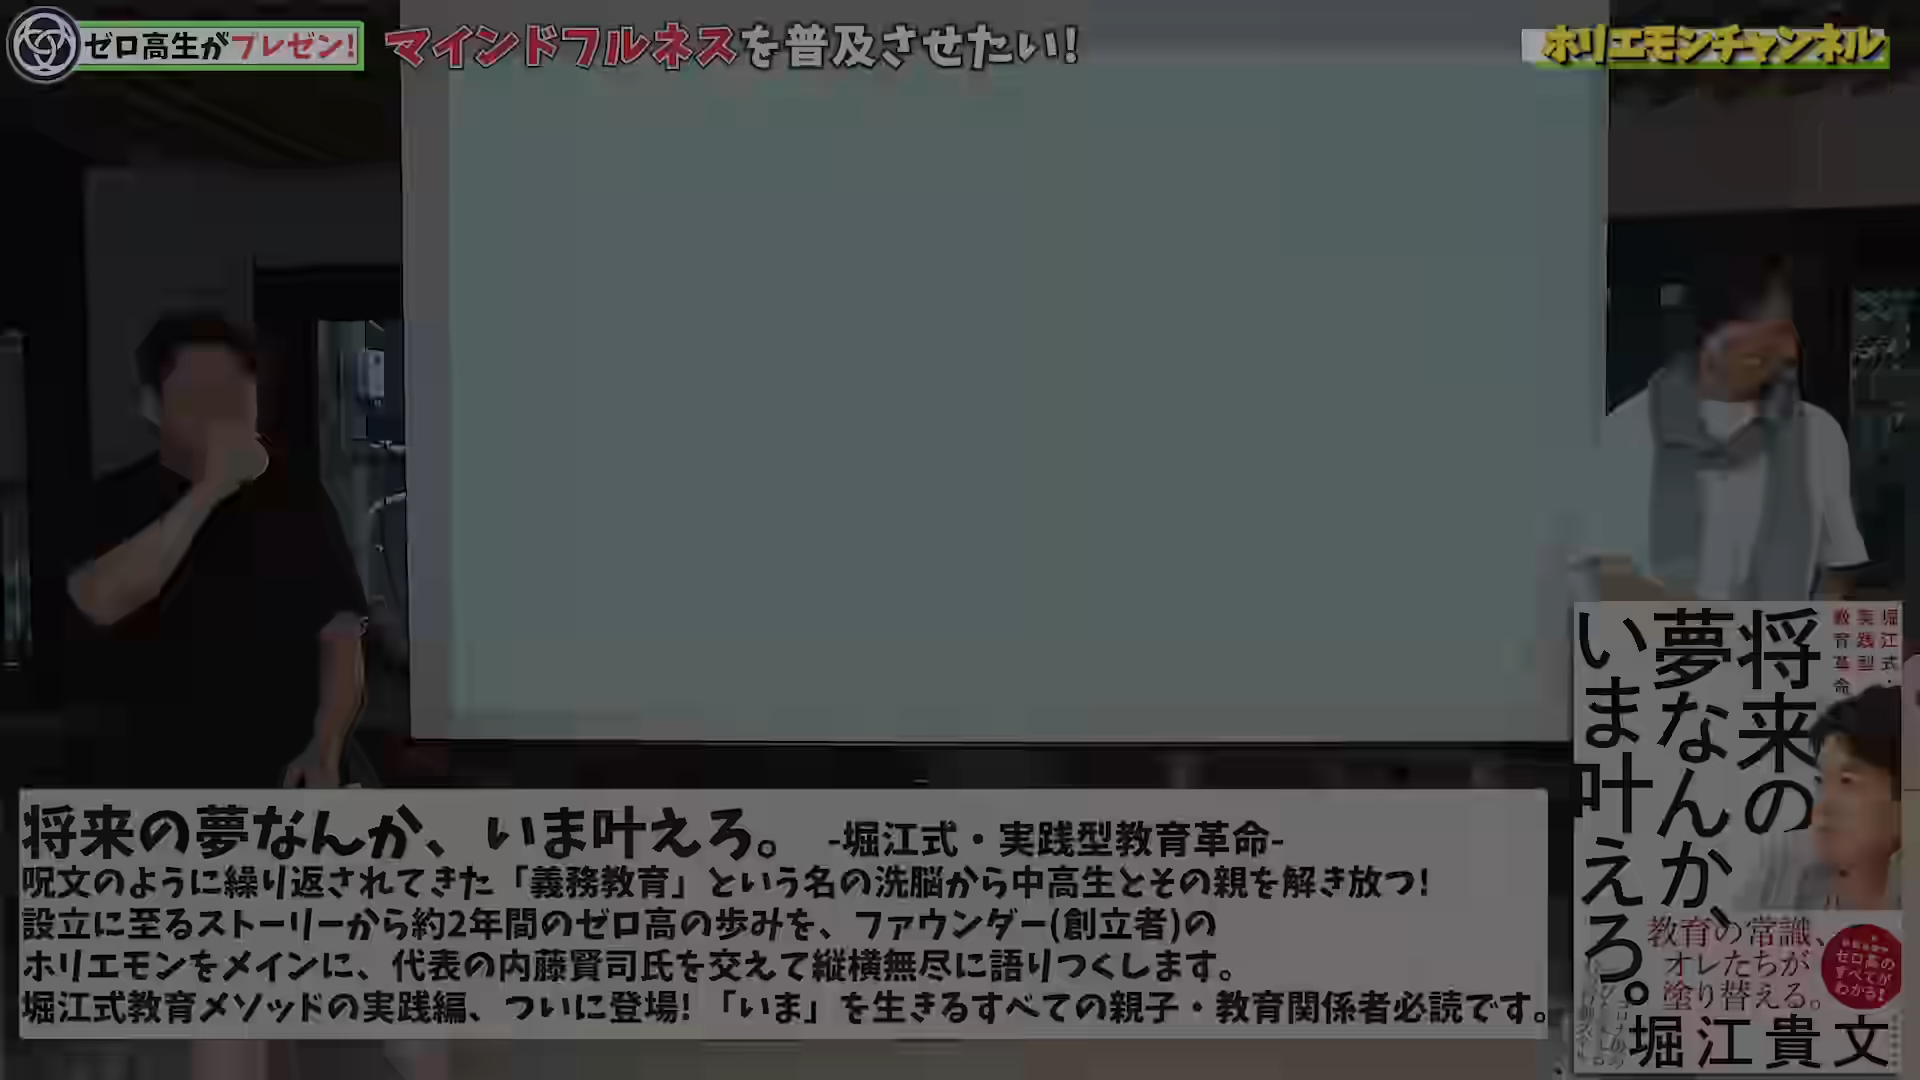 ゼロ高生がプレゼン!
マインドフルネスを普及させたい!
ホリエモンチャンネル
将来の夢なんか、いま叶えろ。 -堀江式・実践型教育革命-
呪文のように繰り返されてきた「義務教育」という名の洗脳から中高生とその親を解き放つ!
設立に至るストーリーから約2年間のゼロ高の歩みを、ファウンダー(創立者)の
ホリエモンをメインに、代表の内藤賢司氏を交えて縦横無尽に語りつくします。
堀江式教育メソッドの実践編、ついに登場!「いま」を生きるすべての親子・教育関係者必読です。
堀江式・
実践型
教育革命
将来の
夢なんか、
いま叶えろ。
教育の常識、
オレたちが
塗り替える。
ゼロ高の
すべてが
わかる!
堀江貴文